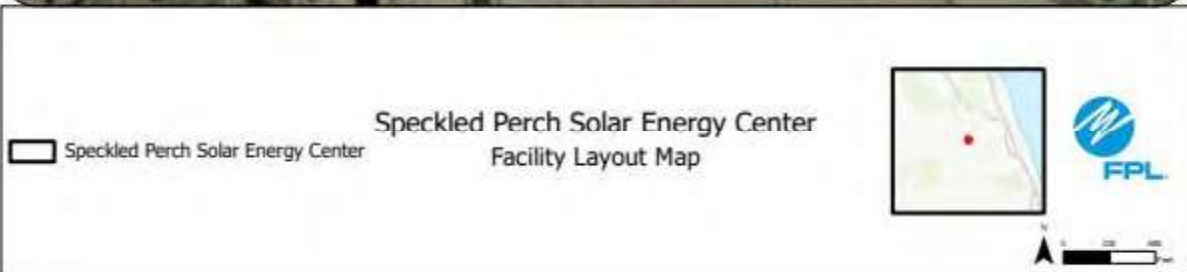 Speckled Perch Solar Energy Center
Facility Layout Map
Speckled Perch Solar Energy Center
FPL
N